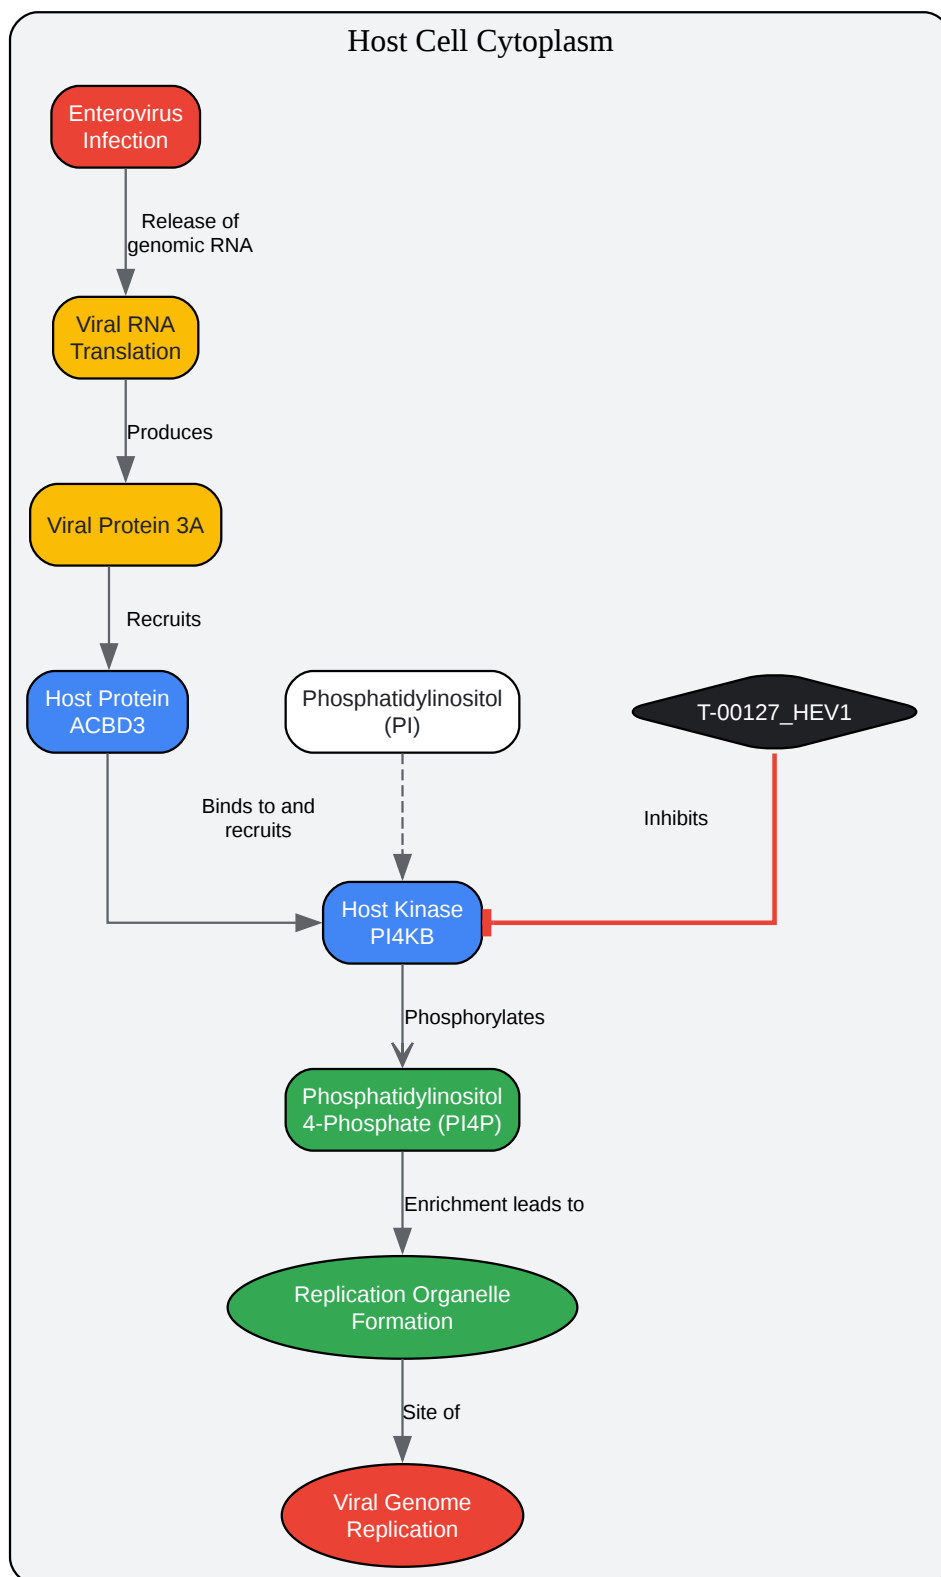 Host Cell Cytoplasm
Enterovirus
Infection
Release of
genomic RNA
Viral RNA
Translation
Produces
Viral Protein 3A
Recruits
Host Protein
ACBD3
Phosphatidylinositol
(PI)
T-00127_HEV1
Binds to and
recruits
Inhibits
Host Kinase
PI4KB
Phosphorylates
Phosphatidylinositol
4-Phosphate (PI4P)
Enrichment leads to
Replication Organelle
Formation
Site of
Viral Genome
Replication